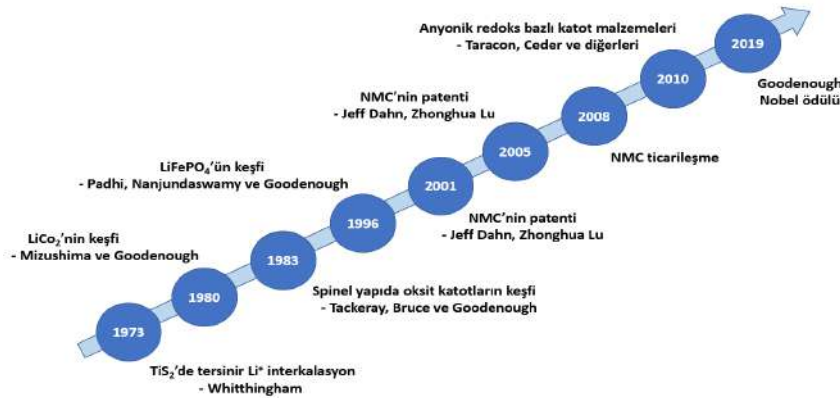 Anyonik redoks bazlı katot malzemeleri
- Taracon, Ceder ve diğerleri
2019
Goodenough
Nobel ödülü
2010
NMC'nin patenti
- Jeff Dahn, Zhonghua Lu
2008
NMC ticarileşme
2005
LiFePO₄'ün keşfi
- Padhi, Nanjundaswamy ve Goodenough
2001
NMC'nin patenti
- Jeff Dahn, Zhonghua Lu
1996
LiCo₂'nin keşfi
- Mizushima ve Goodenough
1983
Spinel yapıda oksit katotların keşfi
- Tackeray, Bruce ve Goodenough
1980
1973
TiS₂'de tersinir Li⁺ interkalasyon
- Whitthingham